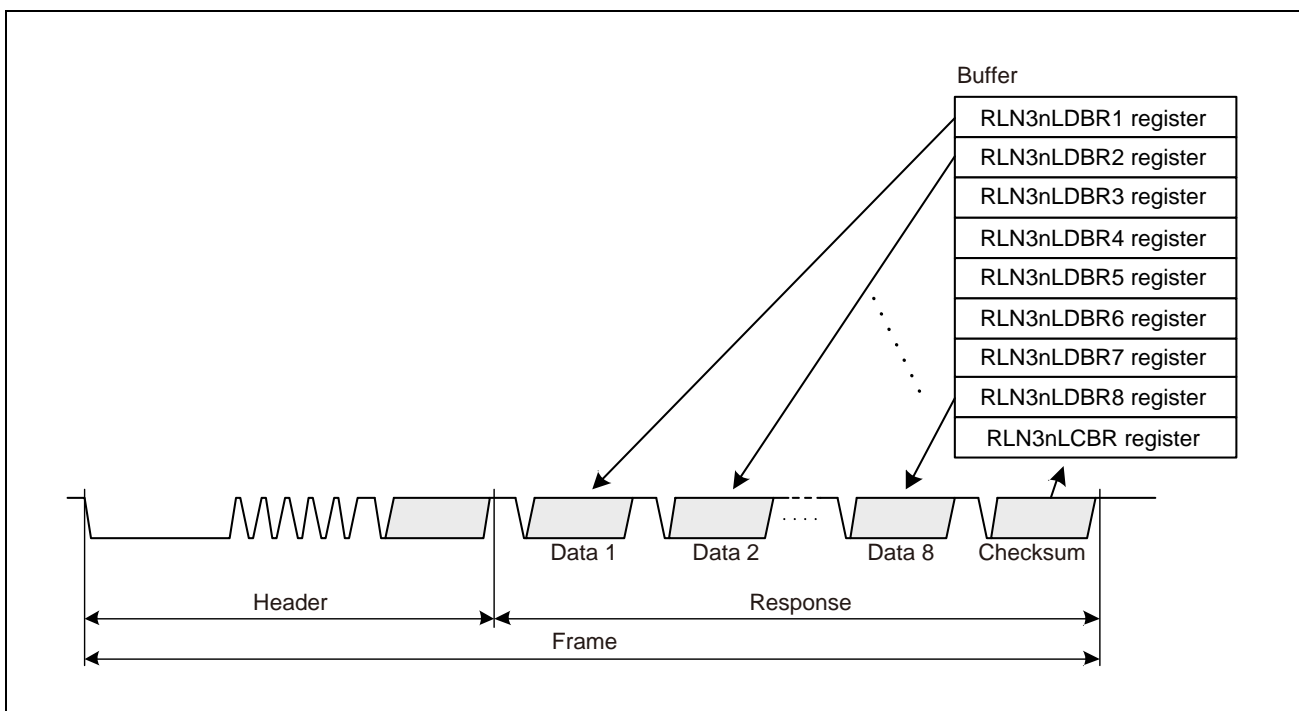 Buffer
RLN3nLDBR1 register
RLN3nLDBR2 register
RLN3nLDBR3 register
RLN3nLDBR4 register
RLN3nLDBR5 register
RLN3nLDBR6 register
RLN3nLDBR7 register
RLN3nLDBR8 register
RLN3nLCBR register
Data 1 Data 2 Data 8 Checksum
Header Response
Frame